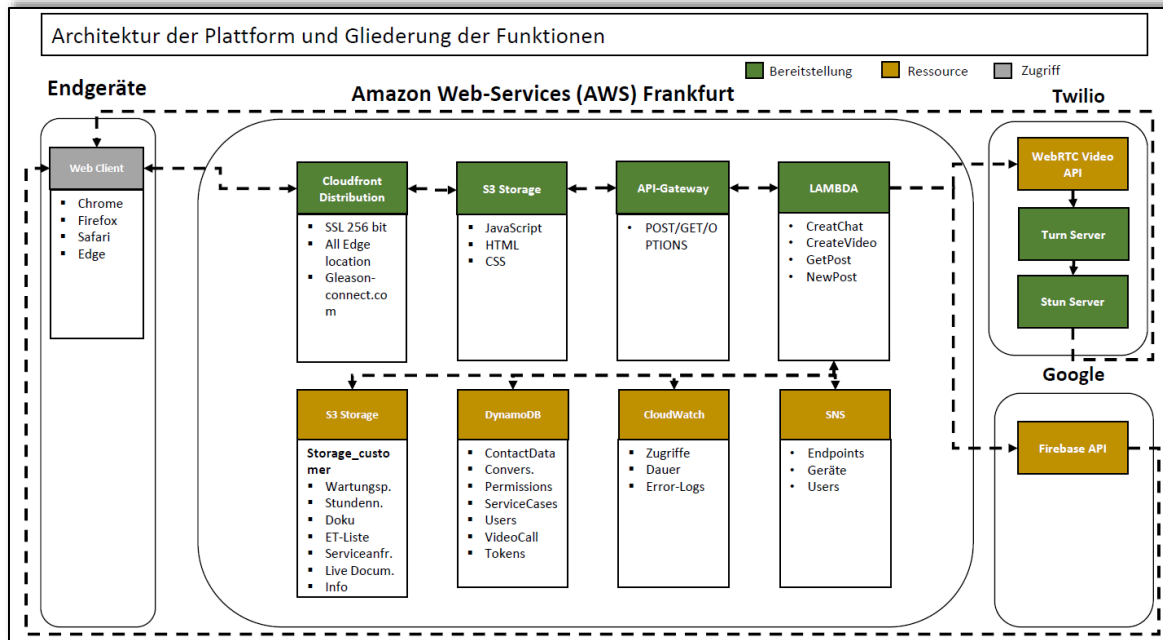 Architektur der Plattform und Gliederung der Funktionen
Bereitstellung
Ressource
Zugriff
Endgeräte
Amazon Web-Services (AWS) Frankfurt
Twilio
Web Client
Chrome
Firefox
Safari
Edge
Cloudfront
Distribution
SSL 256 bit
All Edge
location
Gleason-
connect.co
m
S3 Storage
JavaScript
HTML
CSS
API-Gateway
POST/GET/O
PTIONS
LAMBDA
CreatChat
CreateVideo
GetPost
NewPost
WebRTC Video
API
Turn Server
Stun Server
Google
Firebase API
S3 Storage
Storage_custo
mer
Wartungsp.
Stundenn.
Doku
ET-Liste
Serviceanfr.
Live Docum.
Info
DynamoDB
ContactData
Convers.
Permissions
ServiceCases
Users
VideoCall
Tokens
CloudWatch
Zugriffe
Dauer
Error-Logs
SNS
Endpoints
Geräte
Users